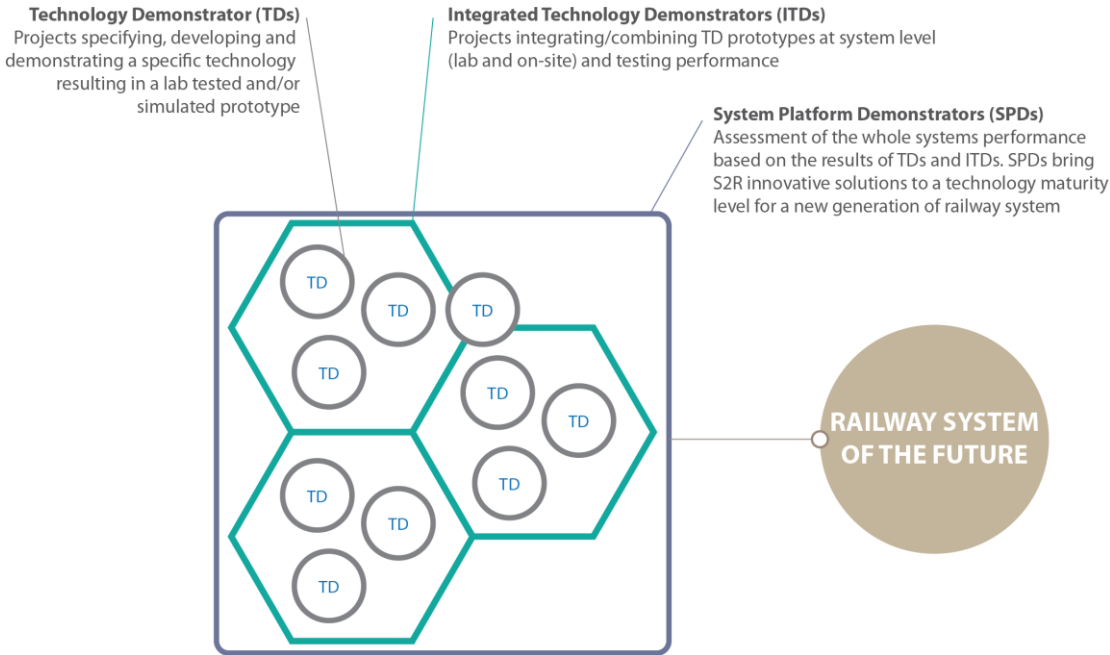 Technology Demonstrator (TDs)
Projects specifying, developing and
demonstrating a specific technology
resulting in a lab tested and/or
simulated prototype
Integrated Technology Demonstrators (ITDs)
Projects integrating/combining TD prototypes at system level
(lab and on-site) and testing performance
System Platform Demonstrators (SPDs)
Assessment of the whole systems performance
based on the results of TDs and ITDs. SPDs bring
S2R innovative solutions to a technology maturity
level for a new generation of railway system
TD
TD
TD
TD
TD
TD
TD
TD
TD
TD
RAILWAY SYSTEM
OF THE FUTURE